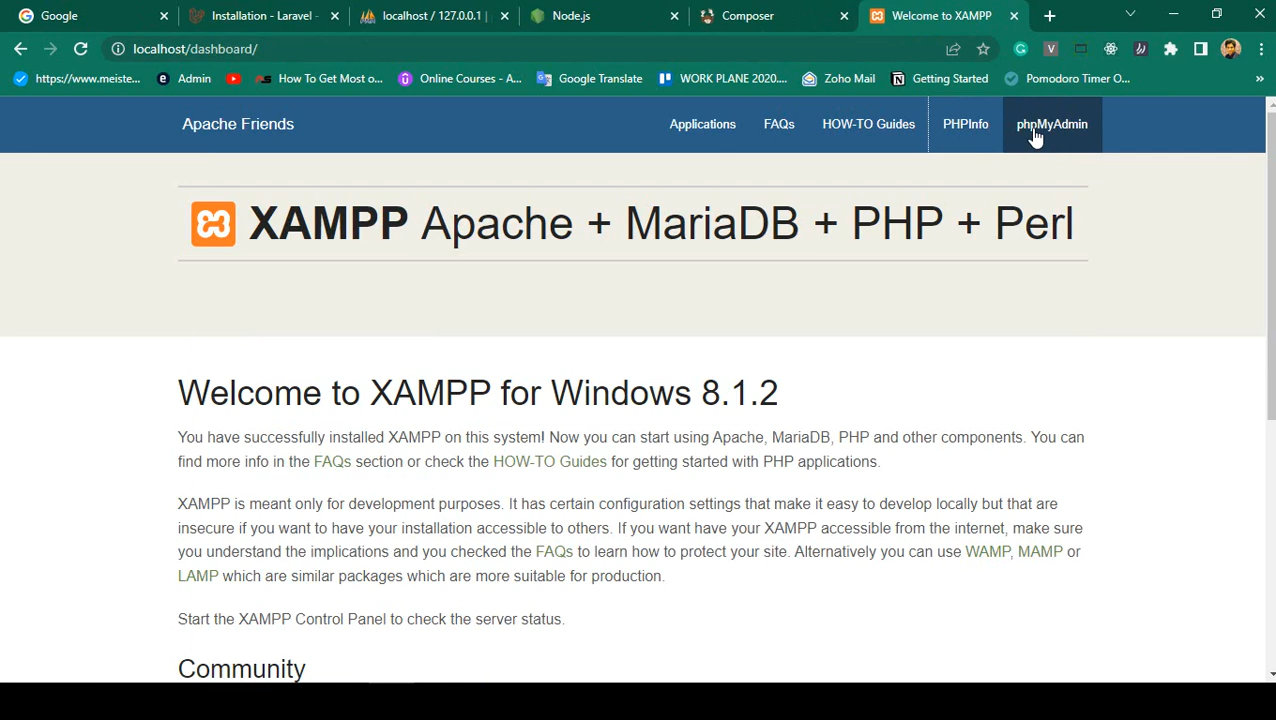 Google
Installation - Laravel -
localhost / 127.0.0.1 |
Node.js
Composer
Welcome to XAMPP
localhost/dashboard/
https://www.meiste...
Admin
How To Get Most o...
Online Courses - A...
Google Translate
WORK PLANE 2020....
Zoho Mail
Getting Started
Pomodoro Timer O...
»
Apache Friends
Applications
FAQs
HOW-TO Guides
PHPInfo
phpMyAdmin
XAMPP Apache + MariaDB + PHP + Perl
Welcome to XAMPP for Windows 8.1.2
You have successfully installed XAMPP on this system! Now you can start using Apache, MariaDB, PHP and other components. You can
find more info in the FAQs section or check the HOW-TO Guides for getting started with PHP applications.
XAMPP is meant only for development purposes. It has certain configuration settings that make it easy to develop locally but that are
insecure if you want to have your installation accessible to others. If you want have your XAMPP accessible from the internet, make sure
you understand the implications and you checked the FAQs to learn how to protect your site. Alternatively you can use WAMP, MAMP or
LAMP which are similar packages which are more suitable for production.
Start the XAMPP Control Panel to check the server status.
Community